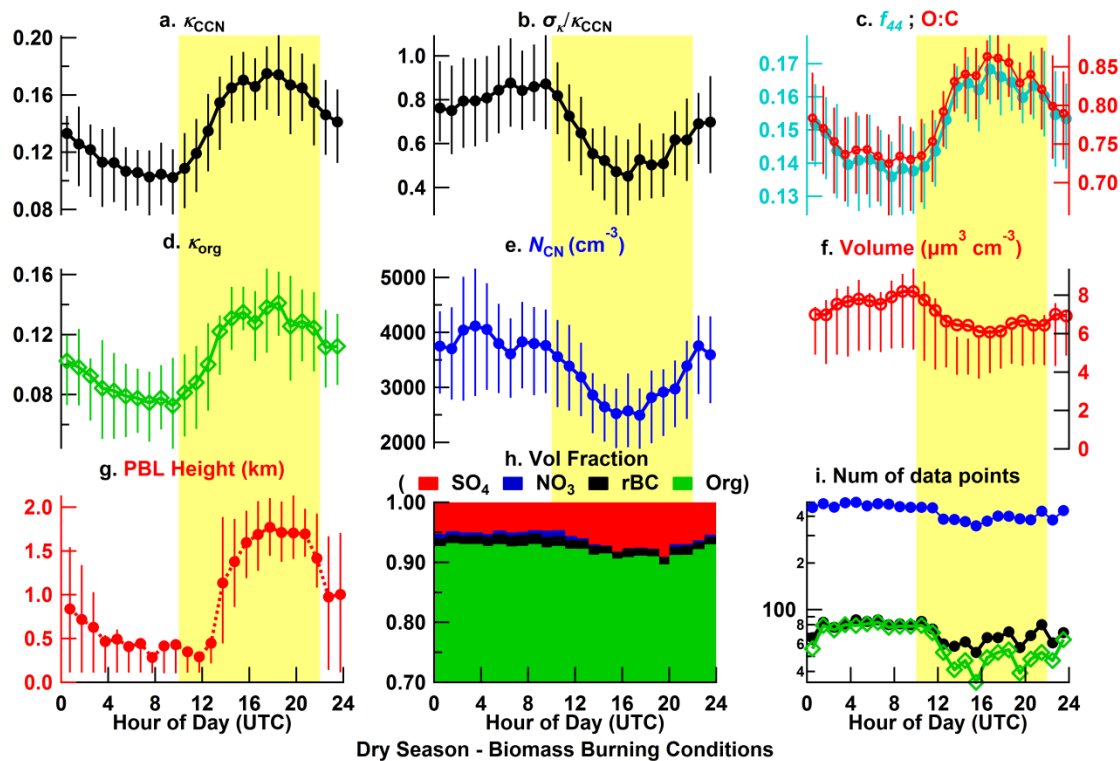 a. κCCN
b. σκ/κCCN
c. f44 ; O:C
0.20
0.16
0.12
0.08
1.0
0.8
0.6
0.4
0.17
0.16
0.15
0.14
0.13
0.85
0.80
0.75
0.70
d. κorg
e. NCN (cm-3)
f. Volume (µm3 cm-3)
0.16
0.12
0.08
5000
4000
3000
2000
8
6
4
2
0
g. PBL Height (km)
h. Vol Fraction
( SO4 NO3 rBC Org)
i. Num of data points
2.0
1.5
1.0
0.5
0.0
1.00
0.90
0.80
0.70
4
2
100
8
6
4
0 4 8 12 16 20 24
0 4 8 12 16 20 24
0 4 8 12 16 20 24
Hour of Day (UTC)
Hour of Day (UTC)
Hour of Day (UTC)
Dry Season - Biomass Burning Conditions